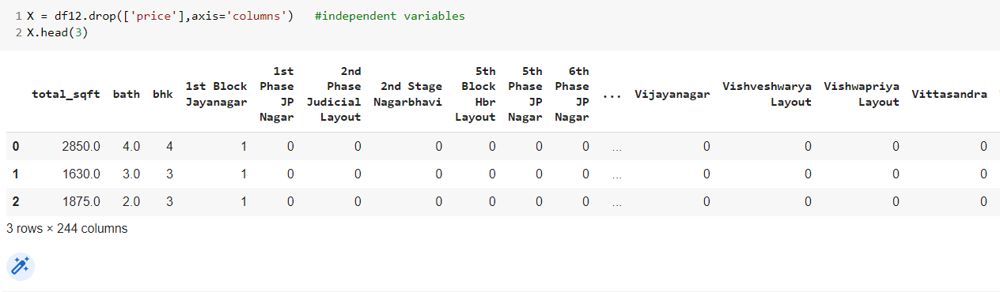 1 X = df12.drop(['price'],axis='columns')   #independent variables
2 X.head(3)
total_sqft bath bhk 1st Block Jayanagar 1st Phase JP Nagar 2nd Phase Judicial Layout 2nd Stage Nagarbhavi 5th Block Hbr Layout 5th Phase JP Nagar 6th Phase JP Nagar ... Vijayanagar Vishveshwarya Layout Vishwapriya Layout Vittasandra
0 2850.0 4.0 4 1 0 0 0 0 0 0 ... 0 0 0 0
1 1630.0 3.0 3 1 0 0 0 0 0 0 ... 0 0 0 0
2 1875.0 2.0 3 1 0 0 0 0 0 0 ... 0 0 0 0
3 rows × 244 columns